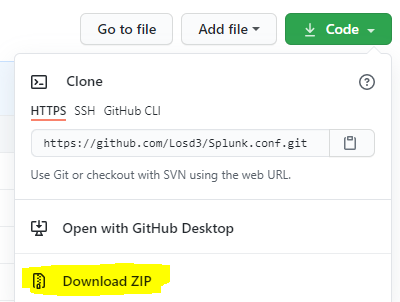 Go to file Add file Code
Clone
HTTPS SSH GitHub CLI
https://github.com/Losd3/Splunk.conf.git
Use Git or checkout with SVN using the web URL.
Open with GitHub Desktop
Download ZIP